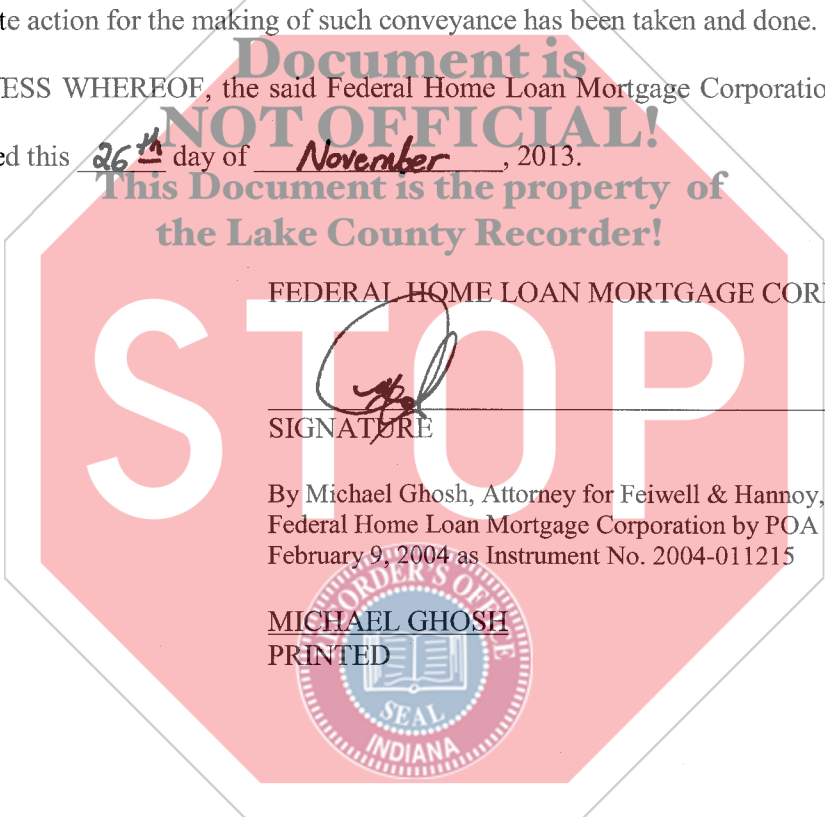 te action for the making of such conveyance has been taken and done.
Document is
ESS WHEREOF, the said Federal Home Loan Mortgage Corporatio
NOT OFFICIAL!
ed this 26th day of November, 2013.
This Document is the property of
the Lake County Recorder!
FEDERAL HOME LOAN MORTGAGE COR
STOP
SIGNATURE
By Michael Ghosh, Attorney for Feiwell & Hannoy,
Federal Home Loan Mortgage Corporation by POA
February 9, 2004 as Instrument No. 2004-011215
RECORDER'S OFFICE
MICHAEL GHOSH
PRINTED
SEAL
INDIANA